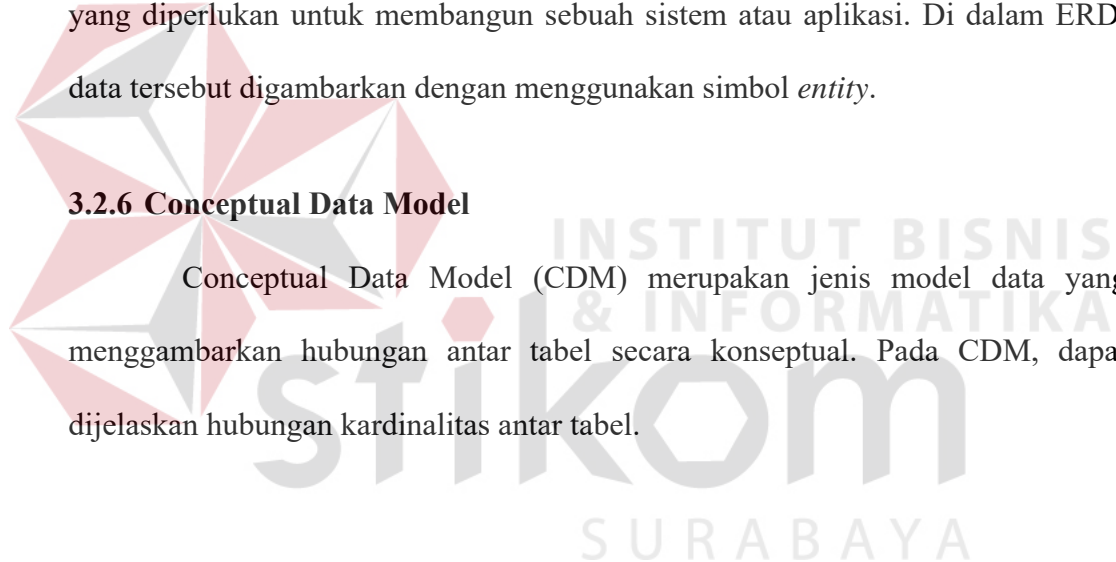 yang diperlukan untuk membangun sebuah sistem atau aplikasi. Di dalam ERD
data tersebut digambarkan dengan menggunakan simbol entity.
3.2.6 Conceptual Data Model
INSTITUT BISNIS
Conceptual Data Model (CDM) merupakan jenis model data yang
& INFORMATIKA
menggambarkan hubungan antar tabel secara konseptual. Pada CDM, dapa
stikom
dijelaskan hubungan kardinalitas antar tabel.
SURABAYA